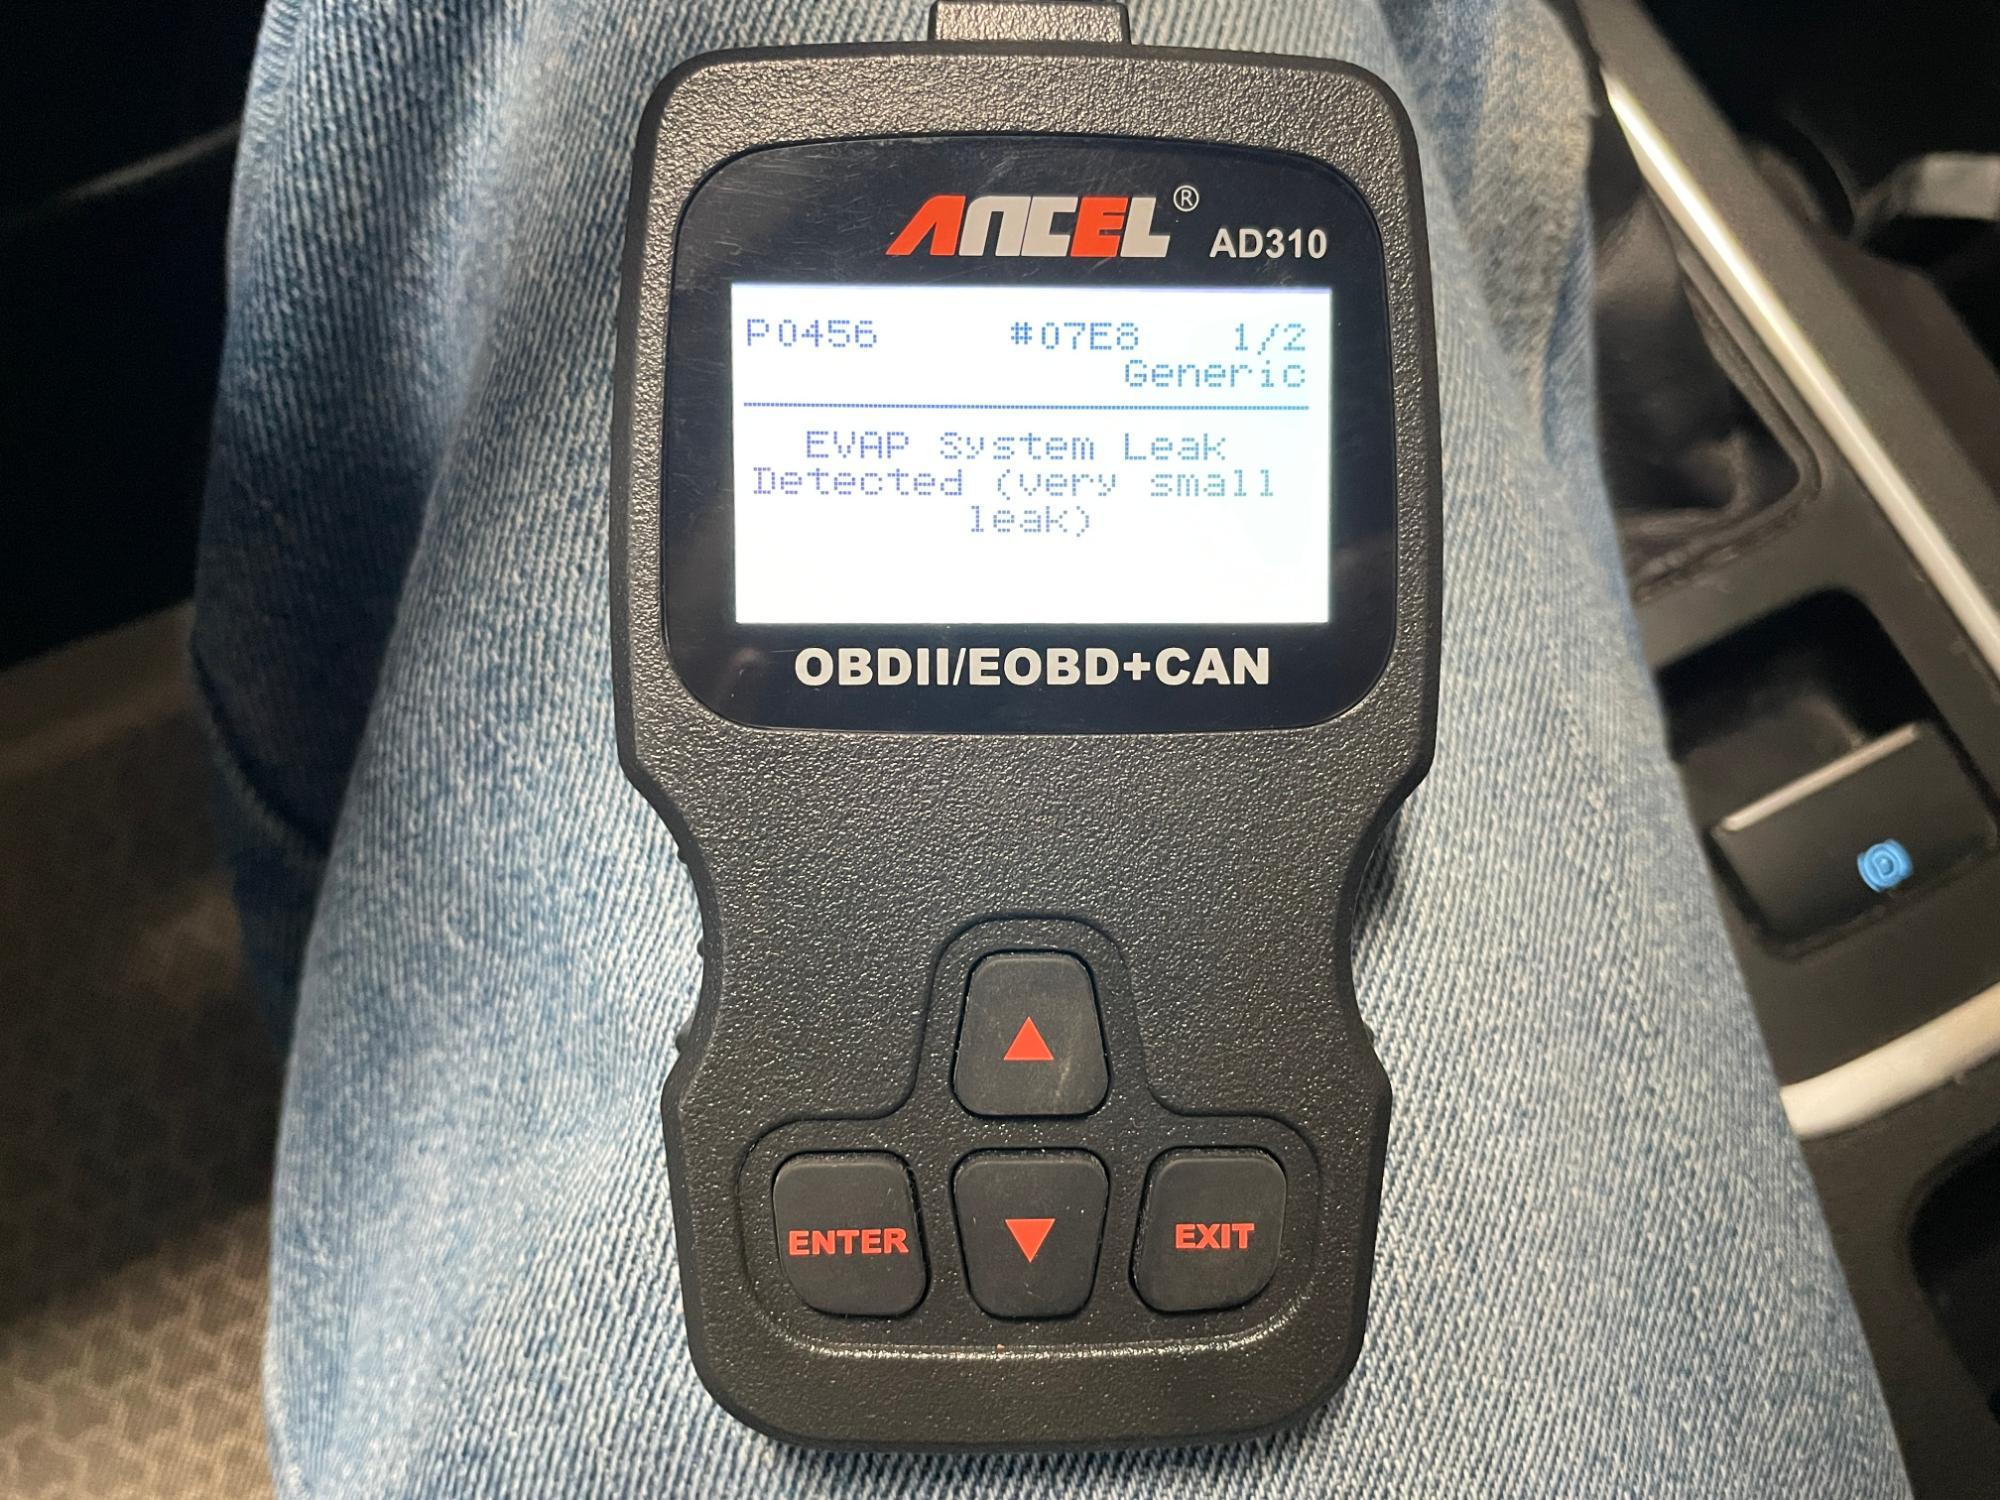 ANCEL® AD310
P0456 #07E8 1/2
Generic
EVAP System Leak
Detected (very small
leak)
OBDII/EOBD+CAN
ENTER EXIT